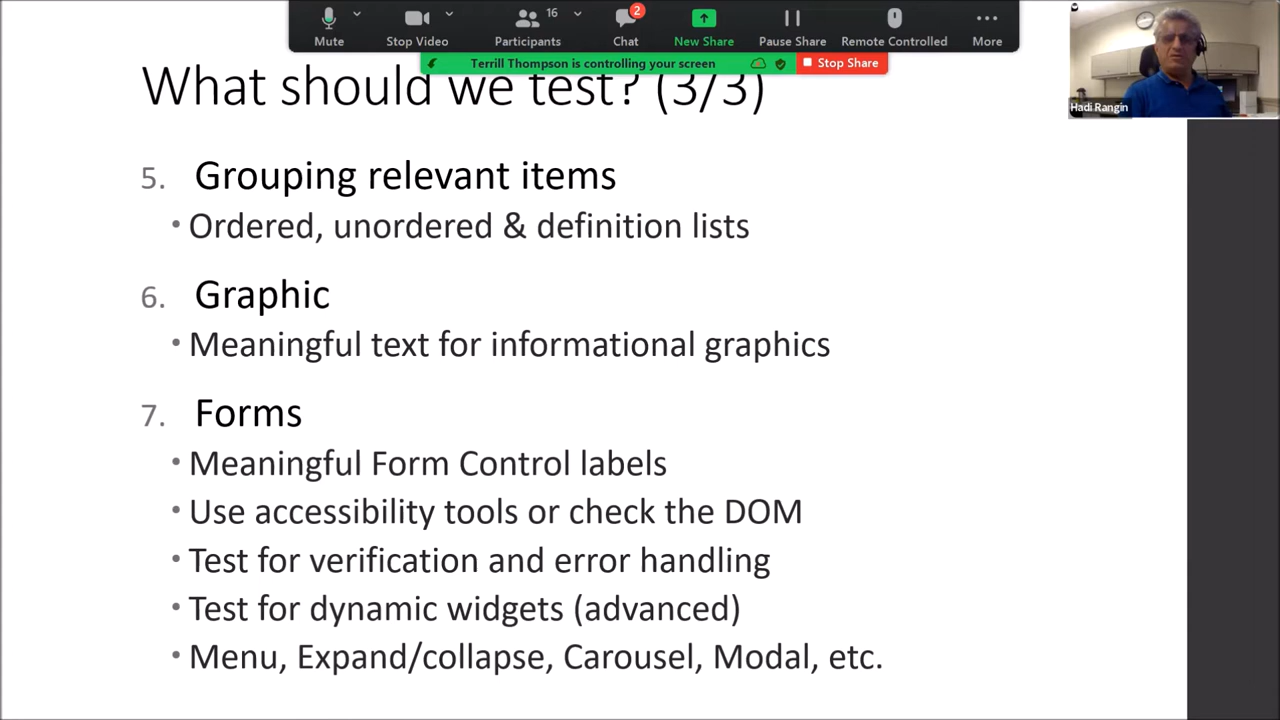 Mute
Stop Video
16
Participants
2
Chat
New Share
Pause Share
Remote Controlled
More
Terrill Thompson is controlling your screen
Stop Share
Hadi Rangin
What should we test? (3/3)
5. Grouping relevant items
• Ordered, unordered & definition lists
6. Graphic
• Meaningful text for informational graphics
7. Forms
• Meaningful Form Control labels
• Use accessibility tools or check the DOM
• Test for verification and error handling
• Test for dynamic widgets (advanced)
• Menu, Expand/collapse, Carousel, Modal, etc.